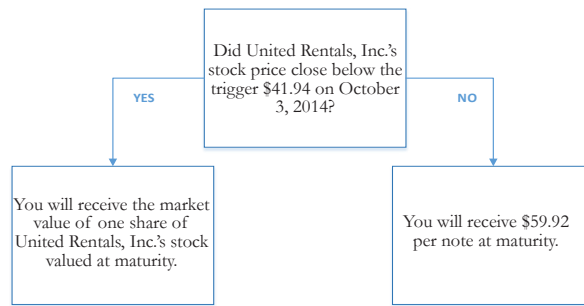 Did United Rentals, Inc.'s
stock price close below the
trigger $41.94 on October
3, 2014?
YES
NO
You will receive the market
value of one share of
United Rentals, Inc.'s stock
valued at maturity.
You will receive $59.92
per note at maturity.